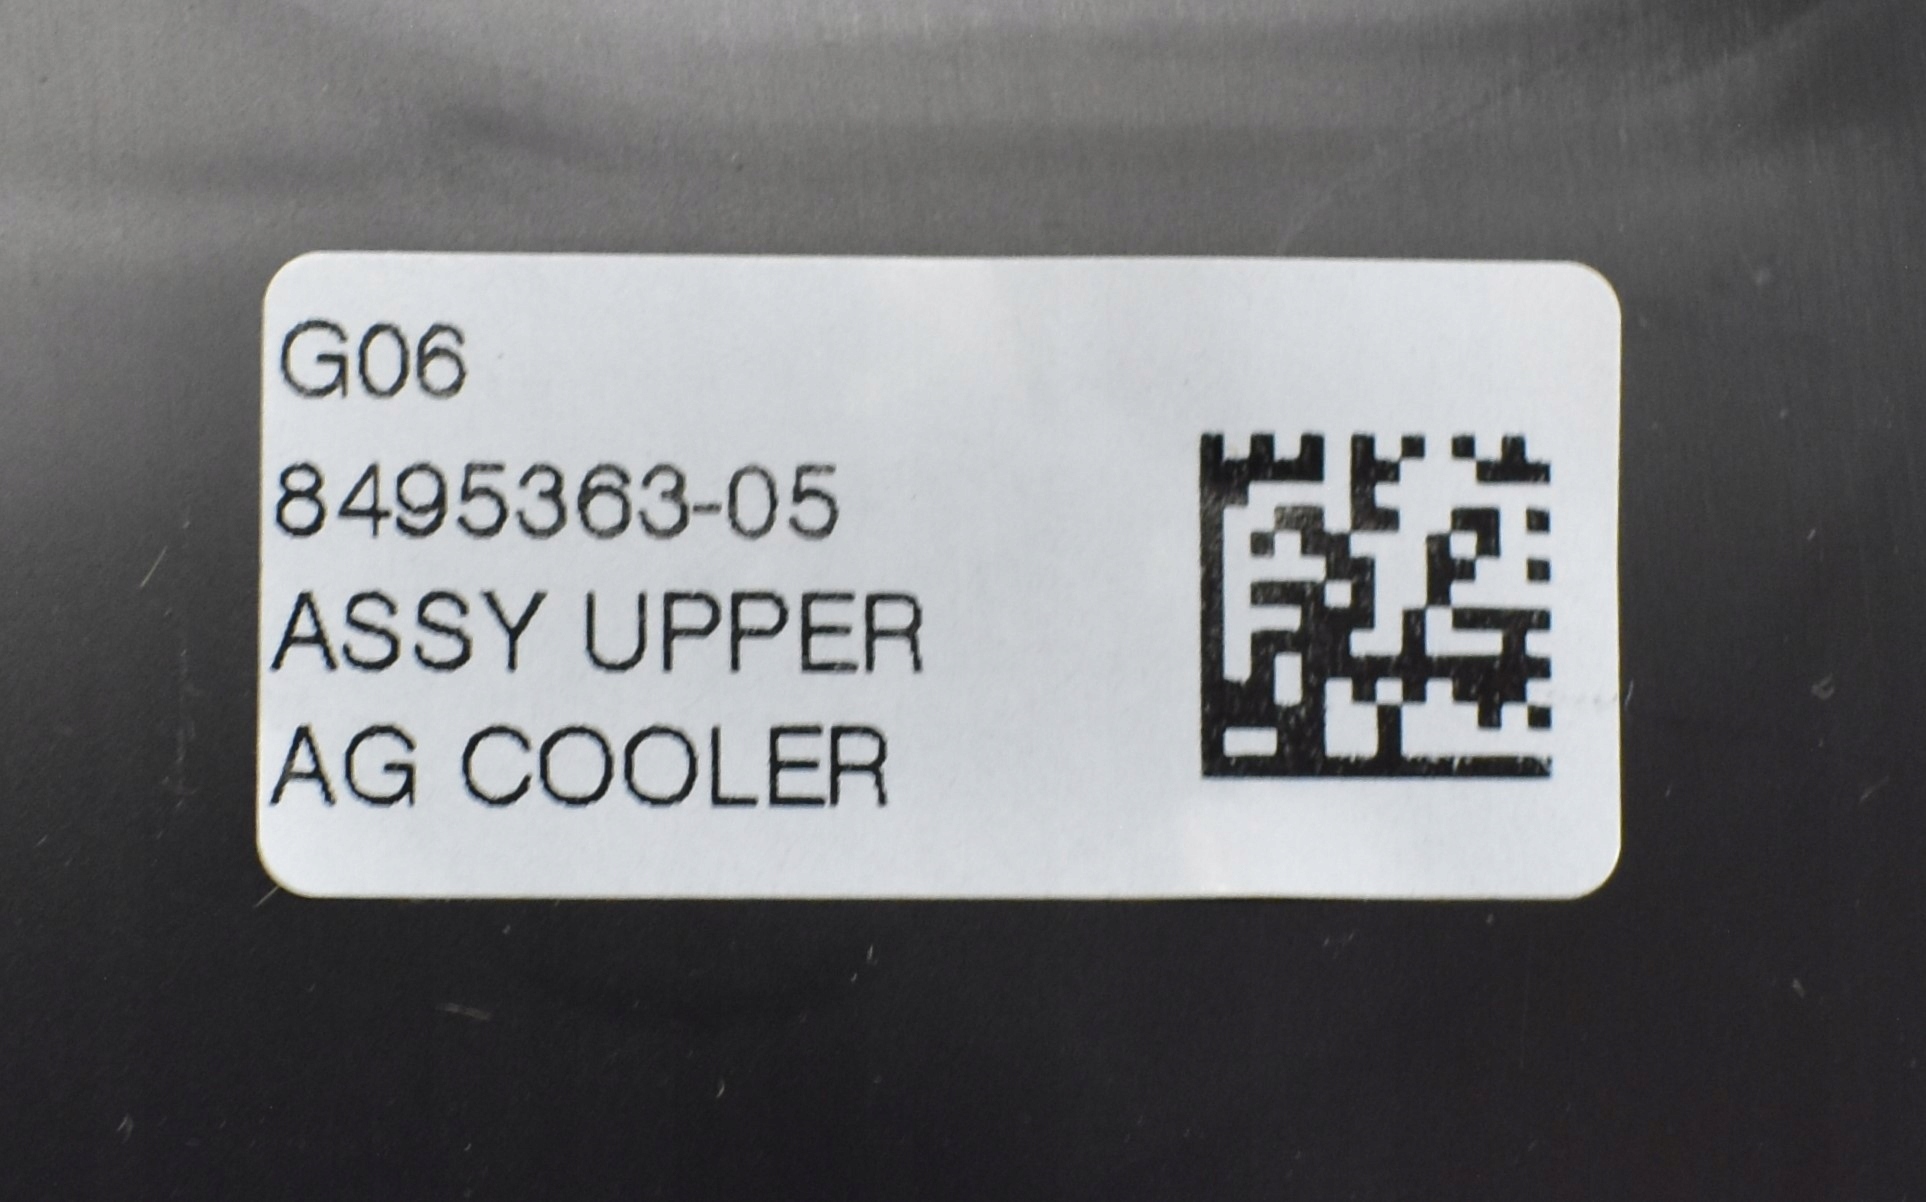 G06
8495363-05
ASSY UPPER
AG COOLER